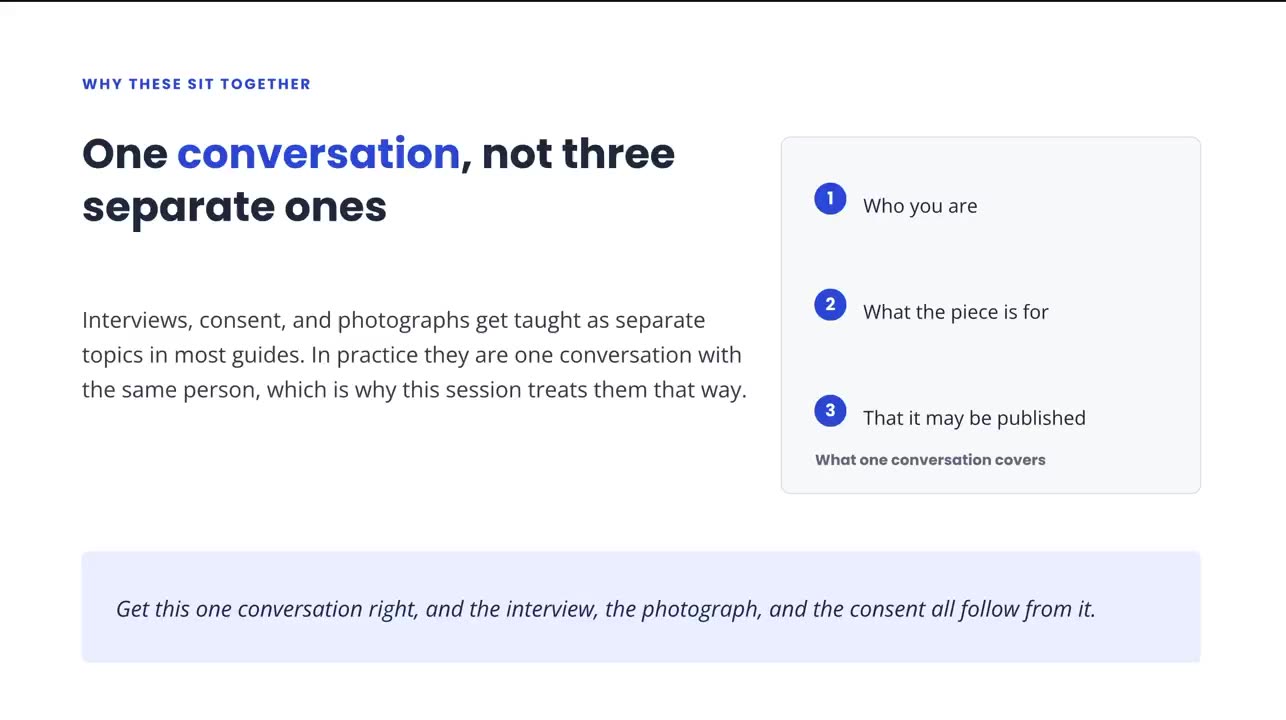 WHY THESE SIT TOGETHER
One conversation, not three
separate ones
Interviews, consent, and photographs get taught as separate
topics in most guides. In practice they are one conversation with
the same person, which is why this session treats them that way.
1 Who you are
2 What the piece is for
3 That it may be published
What one conversation covers
Get this one conversation right, and the interview, the photograph, and the consent all follow from it.